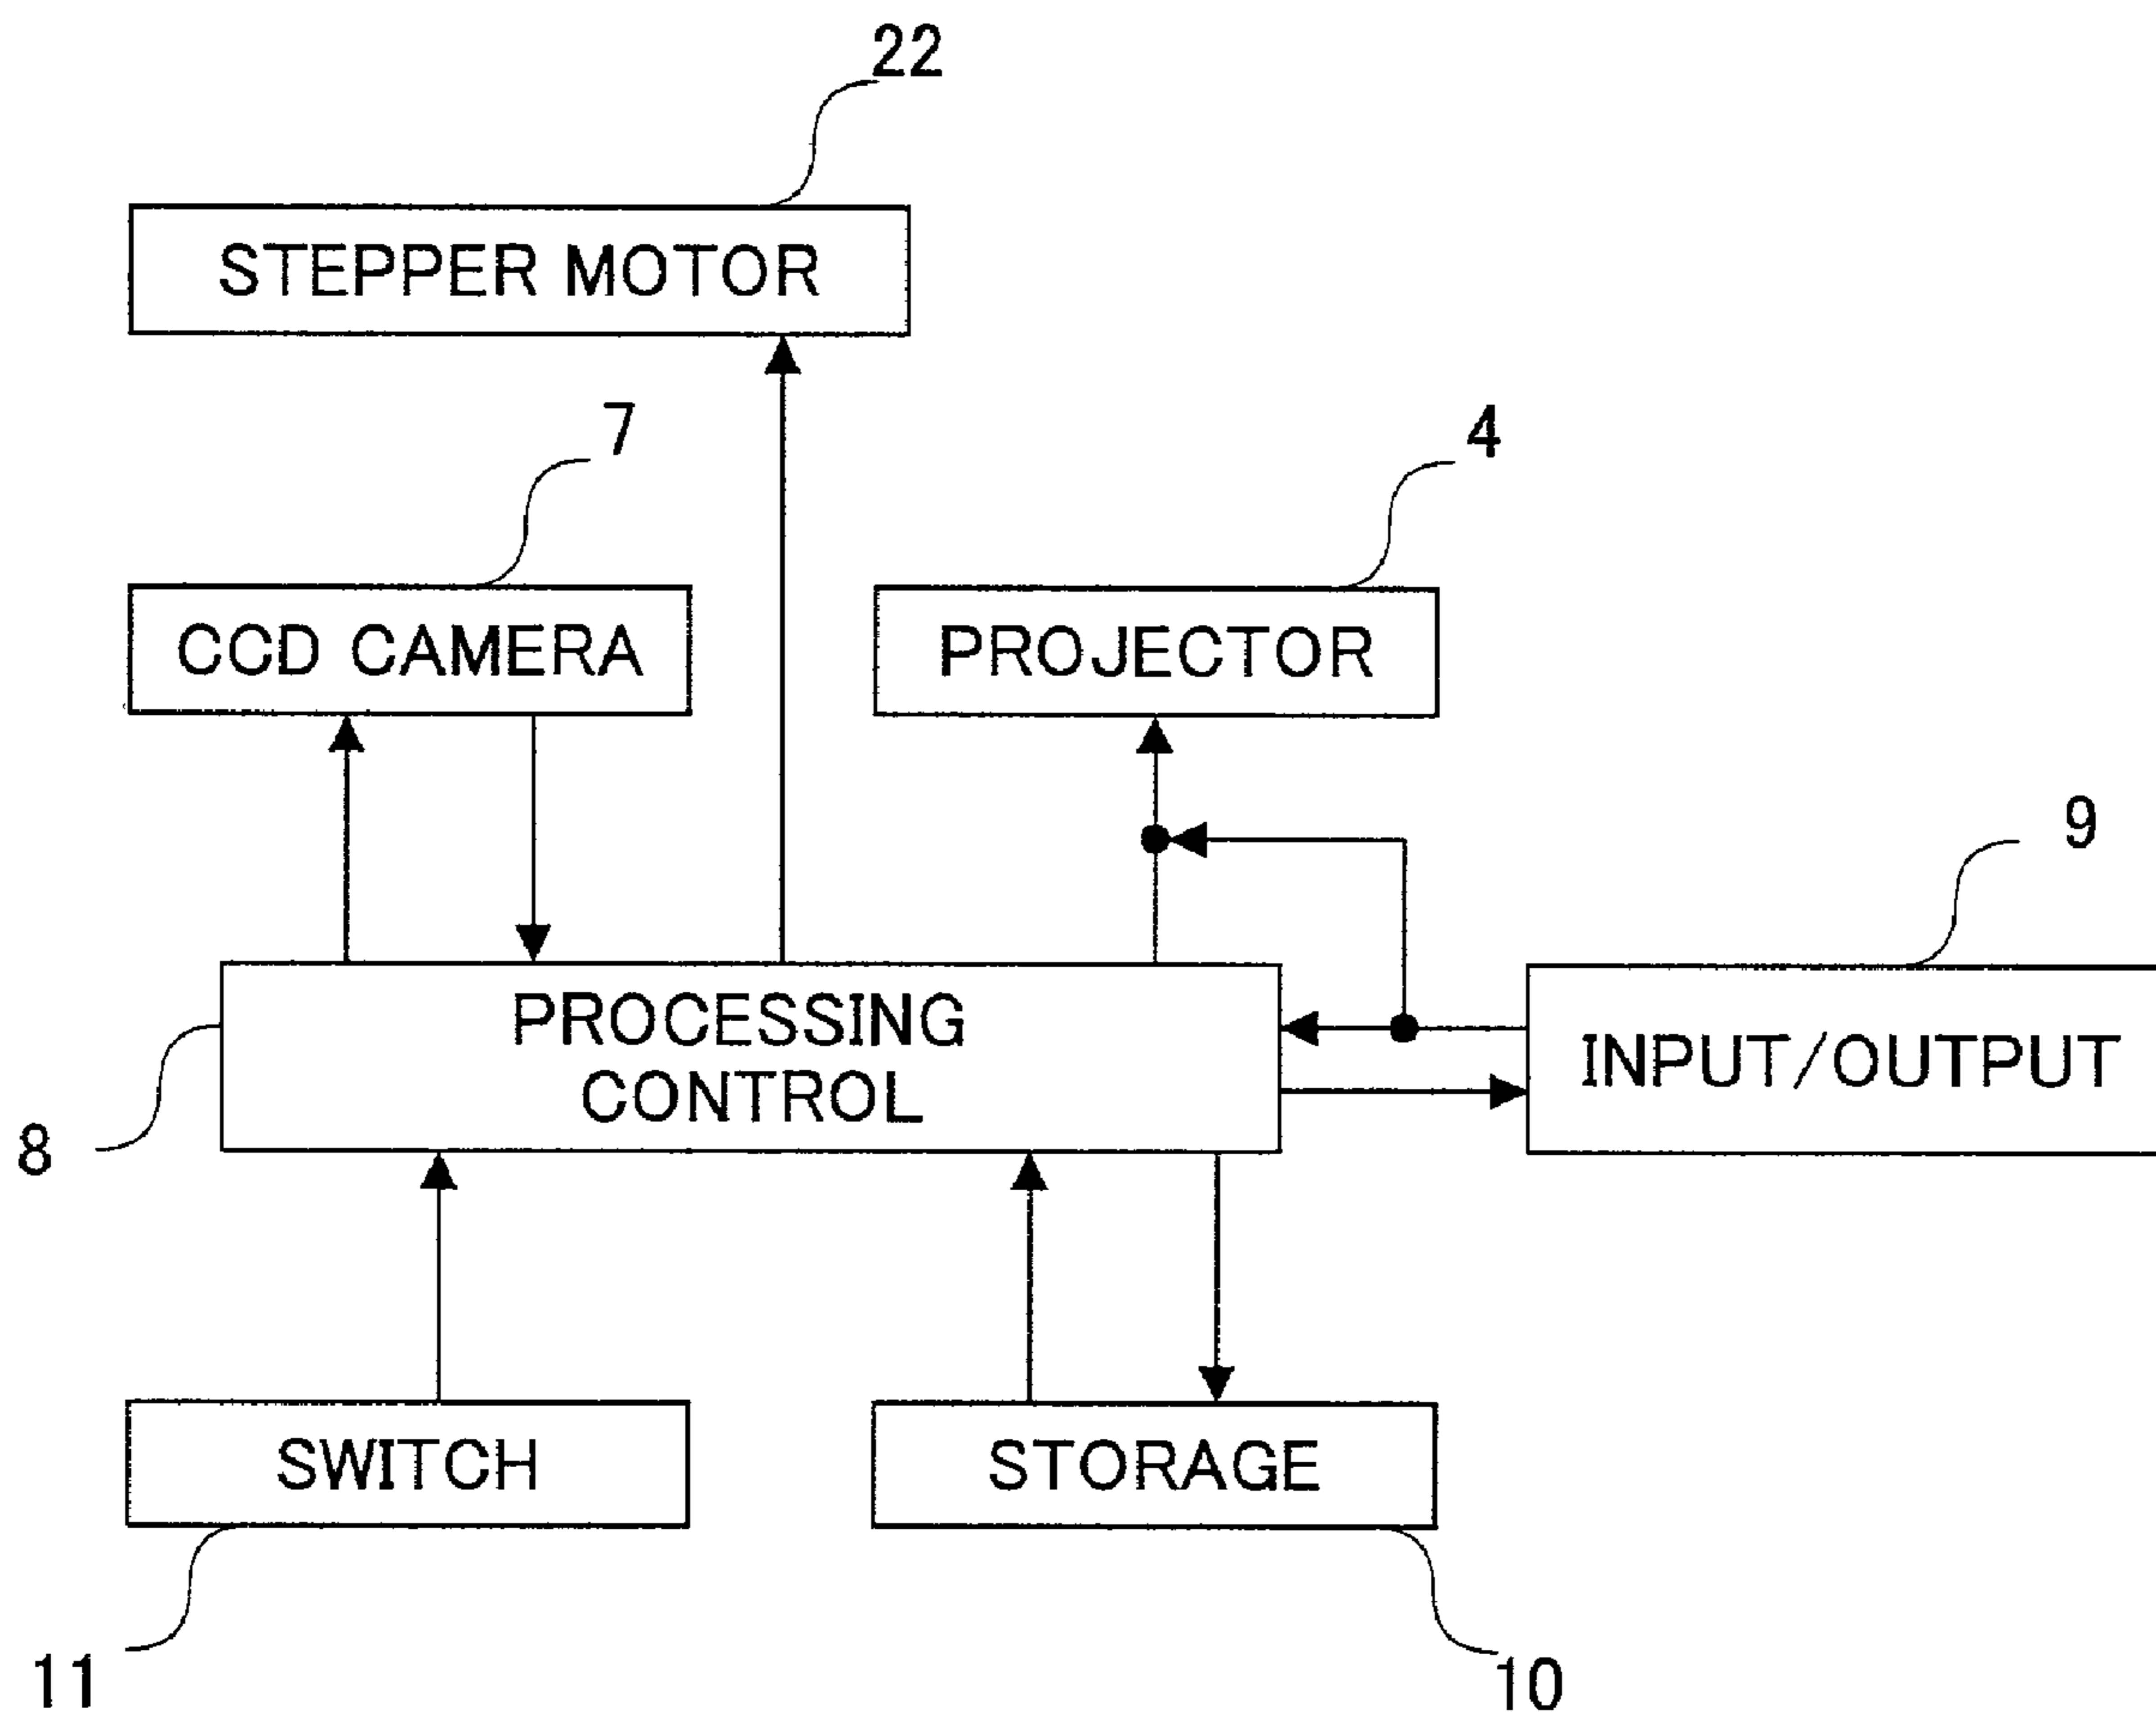 22
STEPPER MOTOR
7
4
CCD CAMERA
PROJECTOR
9
PROCESSING
CONTROL
INPUT/OUTPUT
8
SWITCH
STORAGE
11
10